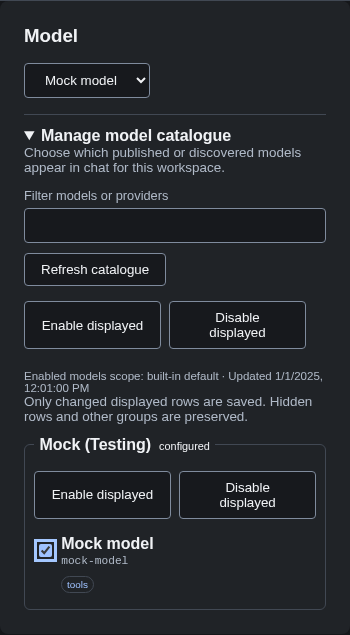 Model
Mock model
Manage model catalogue
Choose which published or discovered models
appear in chat for this workspace.
Filter models or providers
Refresh catalogue
Enable displayed
Disable
displayed
Enabled models scope: built-in default · Updated 1/1/2025,
12:01:00 PM
Only changed displayed rows are saved. Hidden
rows and other groups are preserved.
Mock (Testing) configured
Enable displayed
Disable
displayed
Mock model
mock-model
tools